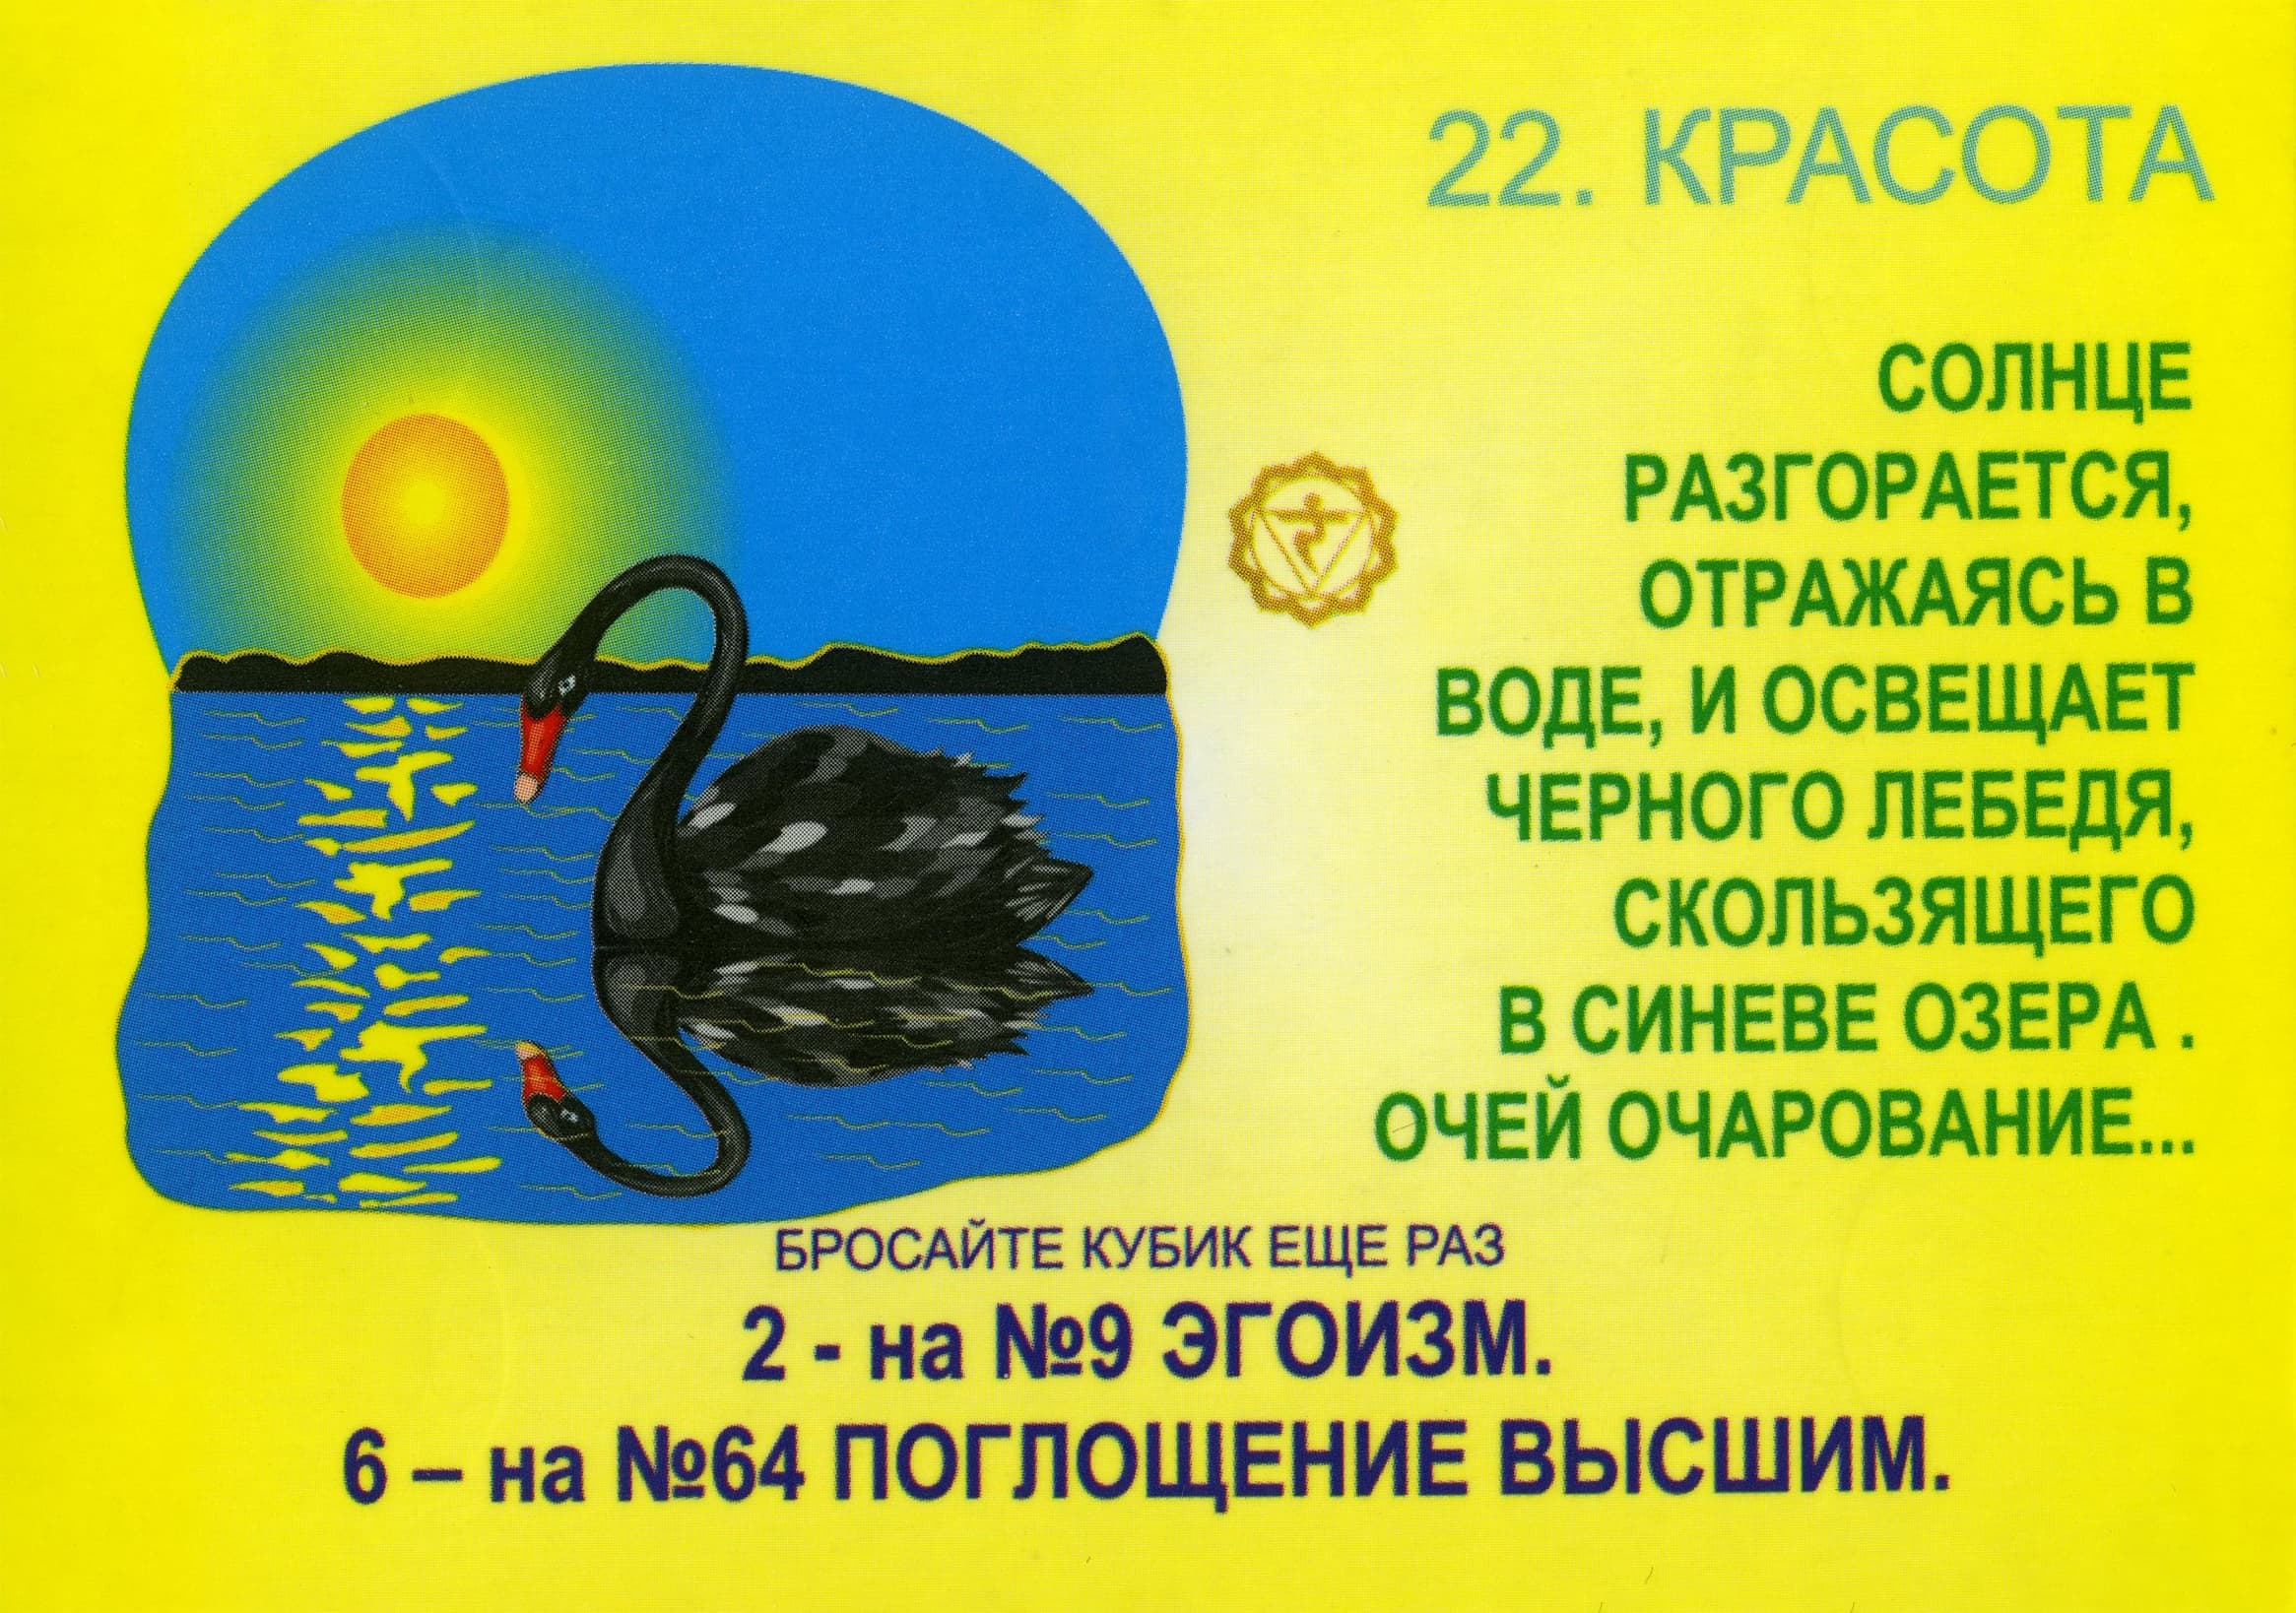 22. КРАСОТА
СОЛНЦЕ
РАЗГОРАЕТСЯ,
ОТРАЖАЯСЬ В
ВОДЕ, И ОСВЕЩАЕТ
ЧЕРНОГО ЛЕБЕДЯ,
СКОЛЬЗЯЩЕГО
В СИНЕВЕ ОЗЕРА .
ОЧЕЙ ОЧАРОВАНИЕ...
БРОСАЙТЕ КУБИК ЕЩЕ РАЗ
2 - на №9 ЭГОИЗМ.
6 – на №64 ПОГЛОЩЕНИЕ ВЫСШИМ.